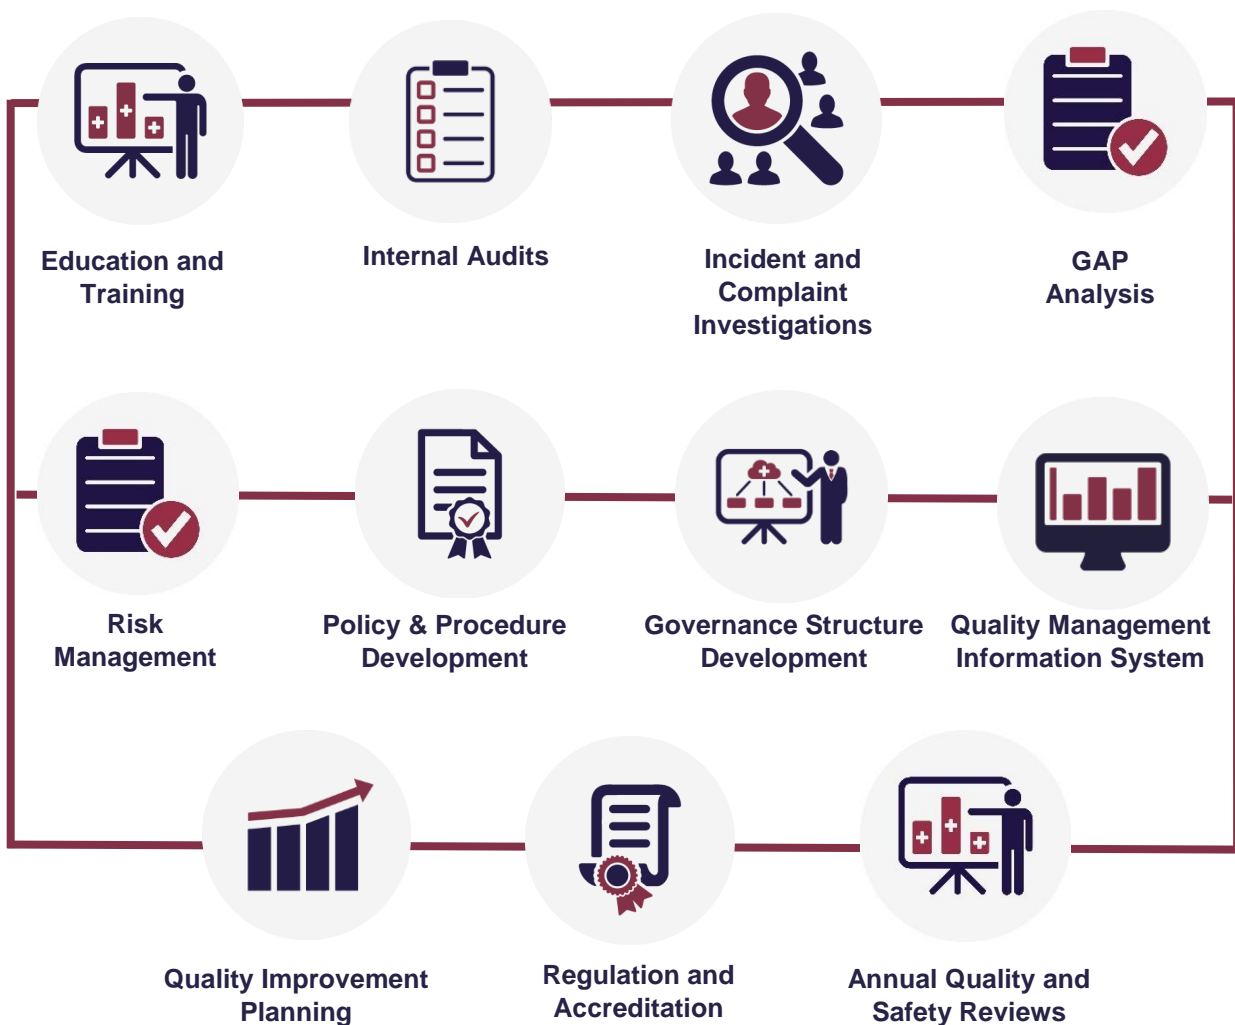 Education and
Training
Internal Audits
Incident and
Complaint
Investigations
GAP
Analysis
Risk
Management
Policy & Procedure
Development
Governance Structure
Development
Quality Management
Information System
Quality Improvement
Planning
Regulation and
Accreditation
Annual Quality and
Safety Reviews